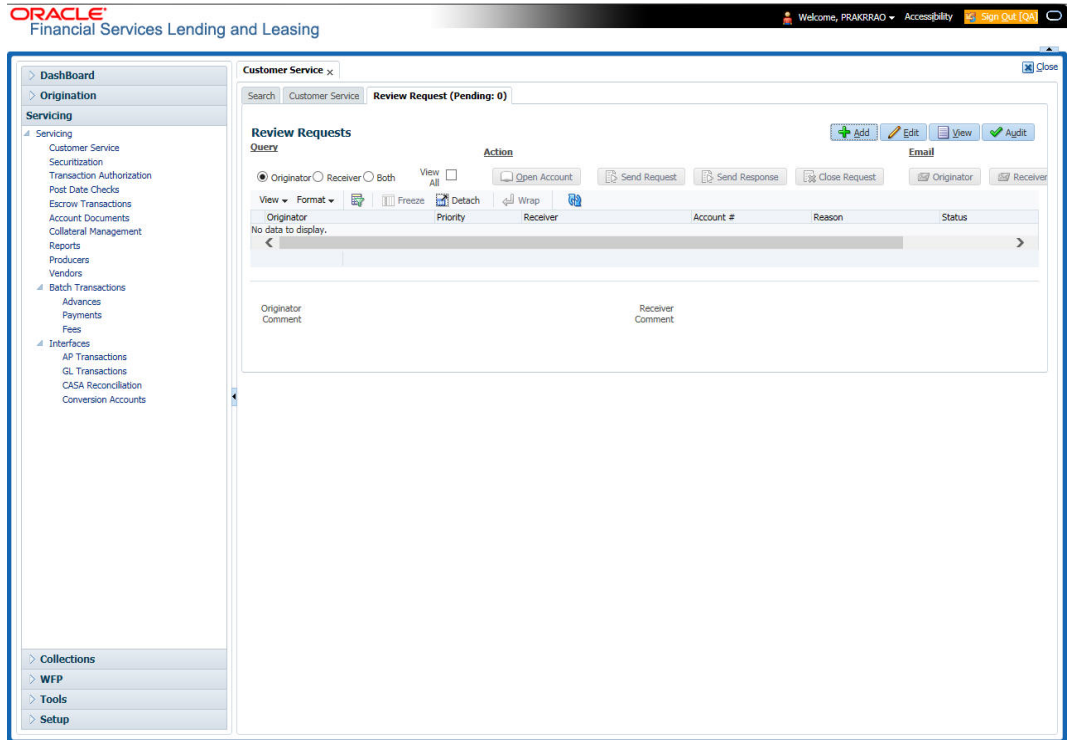 ORACLE®
Financial Services Lending and Leasing
Welcome, PRAKRRAO Accessibility Sign Out [QA]
Close
DashBoard
Origination
Servicing
Servicing
Customer Service
Securitization
Transaction Authorization
Post Date Checks
Escrow Transactions
Account Documents
Collateral Management
Reports
Producers
Vendors
Batch Transactions
Advances
Payments
Fees
Interfaces
AP Transactions
GL Transactions
CASA Reconciliation
Conversion Accounts
Collections
WFP
Tools
Setup
Customer Service x
Search Customer Service Review Request (Pending: 0)
Review Requests
Add Edit View Audit
Query Action Email
Originator Receiver Both View All Open Account Send Request Send Response Close Request Originator Receiver
View Format Freeze Detach Wrap
Originator Priority Receiver Account # Reason Status
No data to display.
Originator Comment
Receiver Comment